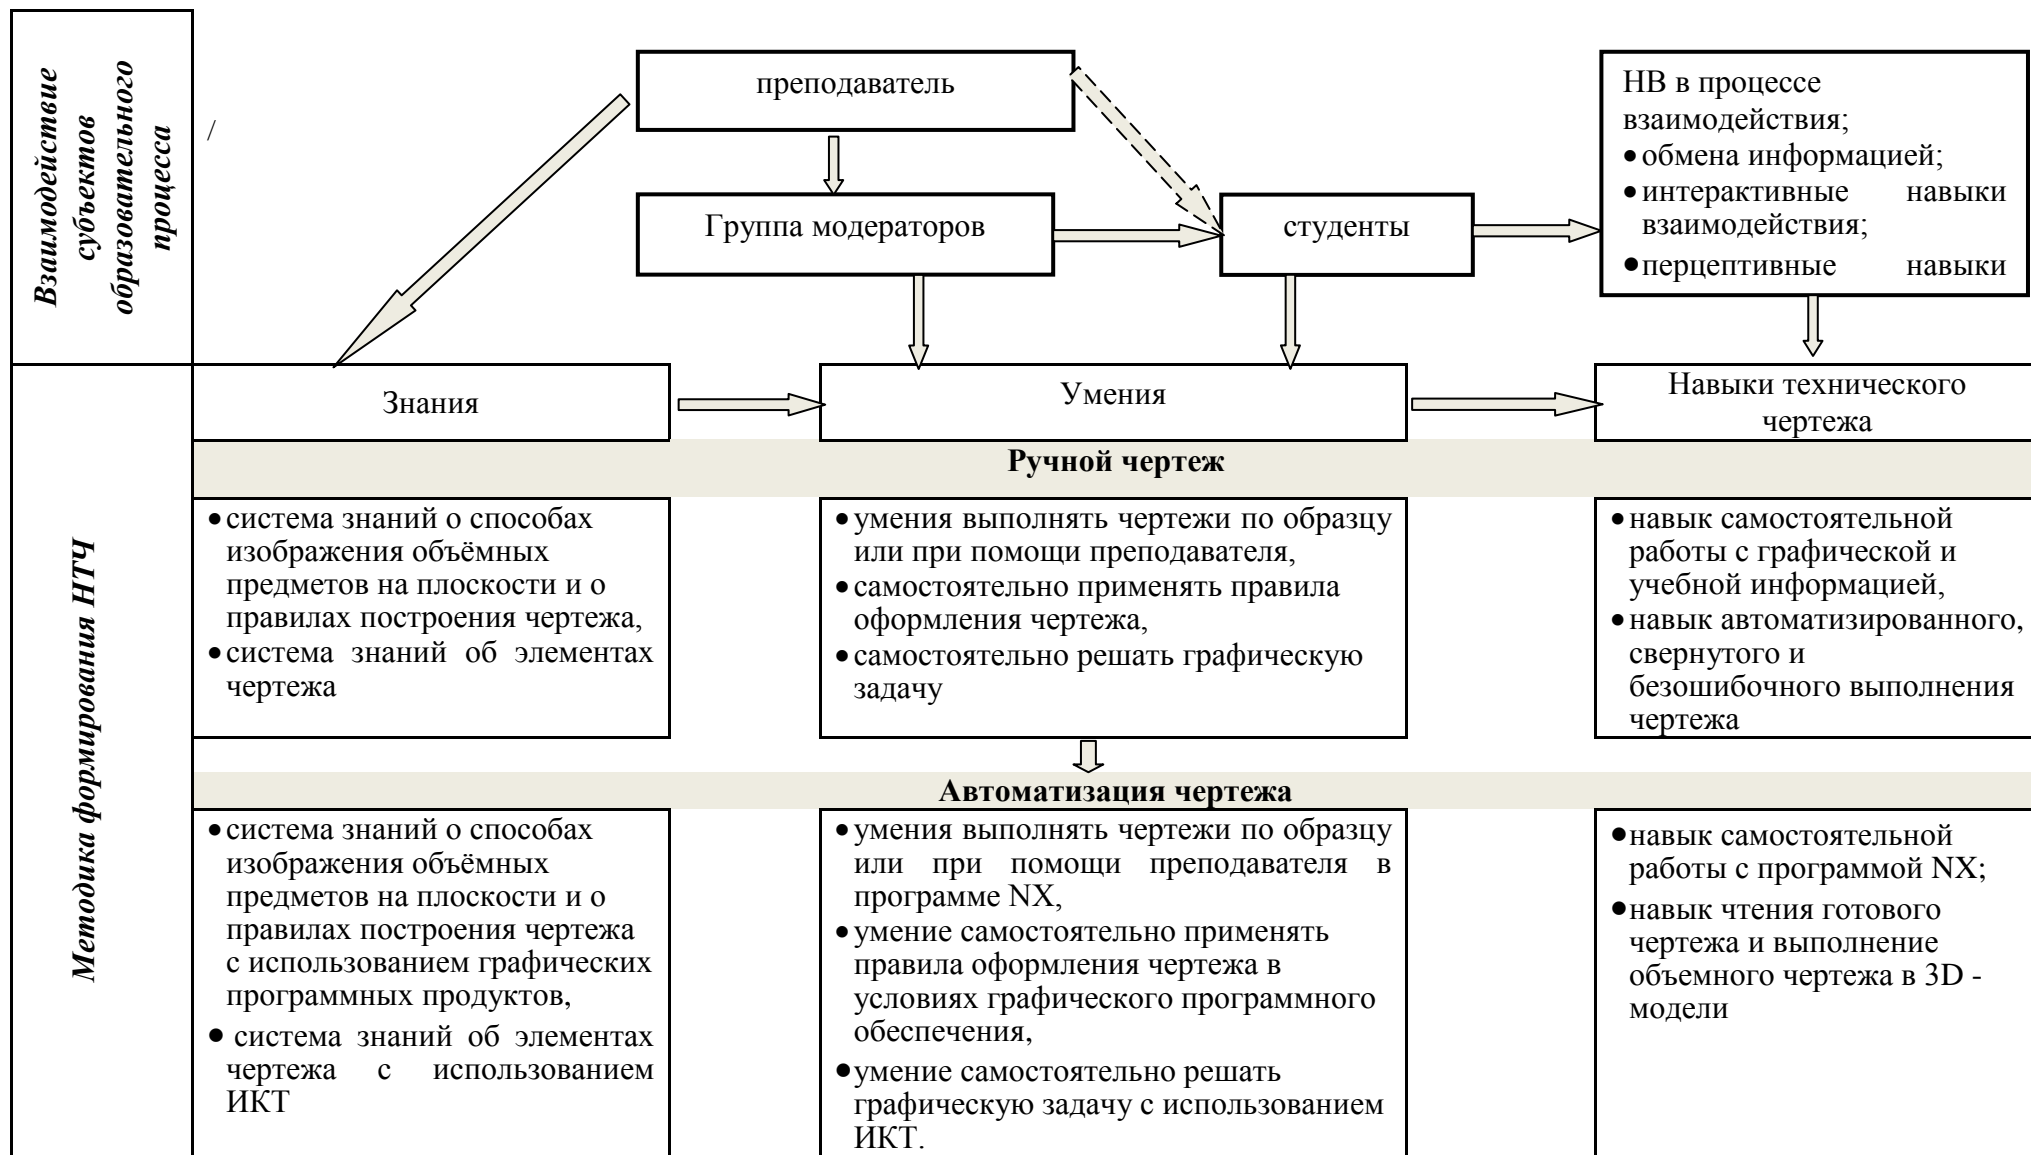 Взаимодействие
субъектов
образовательного
процесса
/
преподаватель
Группа модераторов
студенты
НВ в процессе
взаимодействия;
•обмена информацией;
•интерактивные навыки
взаимодействия;
•перцептивные навыки
Методика формирования НТЧ
Знания
Умения
Навыки технического
чертежа
Ручной чертеж
•система знаний о способах
изображения объёмных
предметов на плоскости и о
правилах построения чертежа,
•система знаний об элементах
чертежа
•умения выполнять чертежи по образцу
или при помощи преподавателя,
•самостоятельно применять правила
оформления чертежа,
•самостоятельно решать графическую
задачу
•навык самостоятельной
работы с графической и
учебной информацией,
•навык автоматизированного,
свернутого и
безошибочного выполнения
чертежа
Автоматизация чертежа
•система знаний о способах
изображения объёмных
предметов на плоскости и о
правилах построения чертежа
с использованием графических
программных продуктов,
• система знаний об элементах
чертежа с использованием
ИКТ
•умения выполнять чертежи по образцу
или при помощи преподавателя в
программе NX,
•умение самостоятельно применять
правила оформления чертежа в
условиях графического программного
обеспечения,
•умение самостоятельно решать
графическую задачу с использованием
ИКТ.
•навык самостоятельной
работы с программой NX;
•навык чтения готового
чертежа и выполнение
объемного чертежа в 3D -
модели